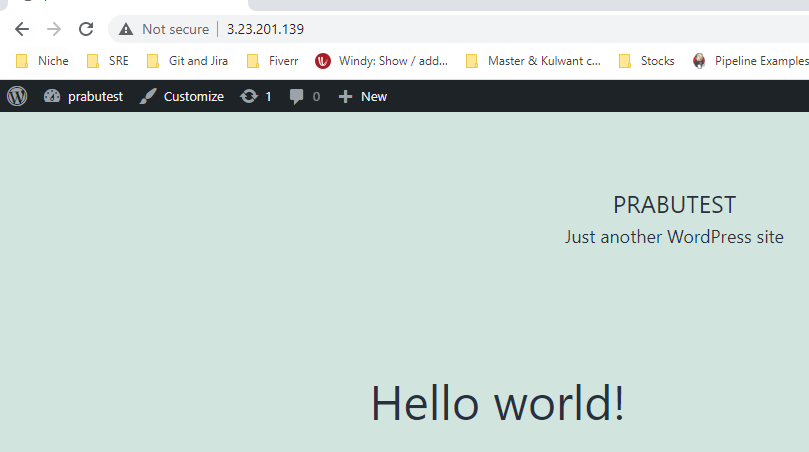 Not secure 3.23.201.139
Niche SRE Git and Jira Fiverr Windy: Show / add... Master & Kulwant c... Stocks Pipeline Examples
prabutest Customize 1 0 New
PRABUTEST
Just another WordPress site
Hello world!